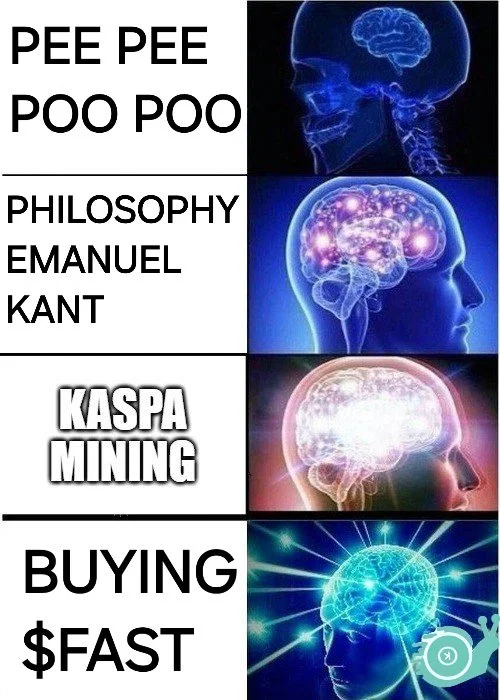 PEE PEE
POO POO
PHILOSOPHY
EMANUEL
KANT
KASPA
MINING
BUYING
$FAST
K